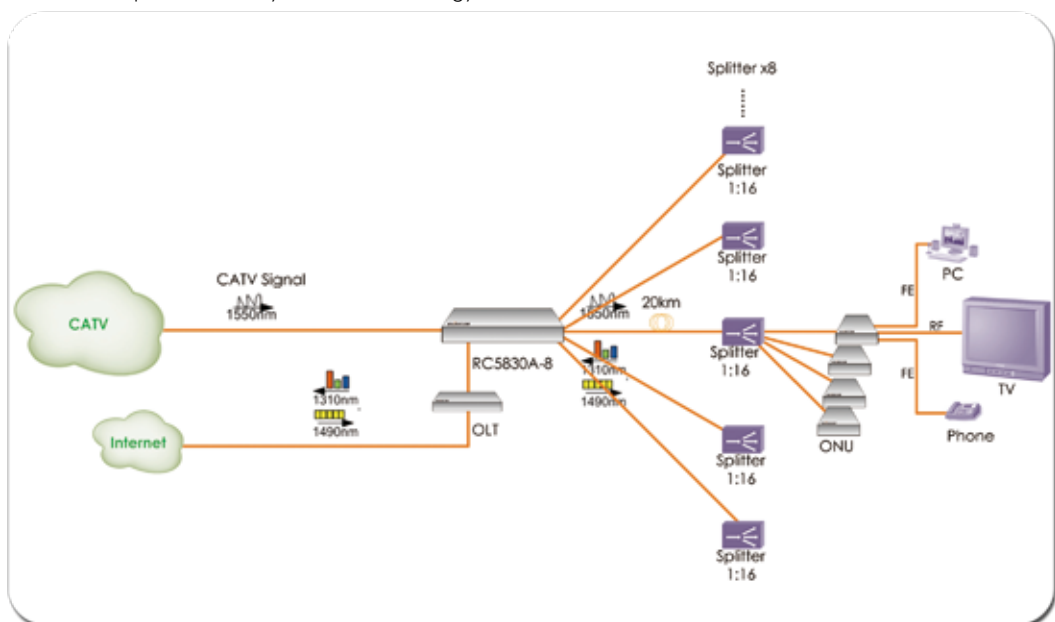 Splitter x8
Splitter
1:16
Splitter
1:16
CATV Signal
1550nm
CATV
1550nm
20km
PC
FE
RF
FE
TV
RC5830A-8
Splitter
1:16
1310nm
1490nm
1310nm
1490nm
OLT
Internet
ONU
Phone
Splitter
1:16
Splitter
1:16